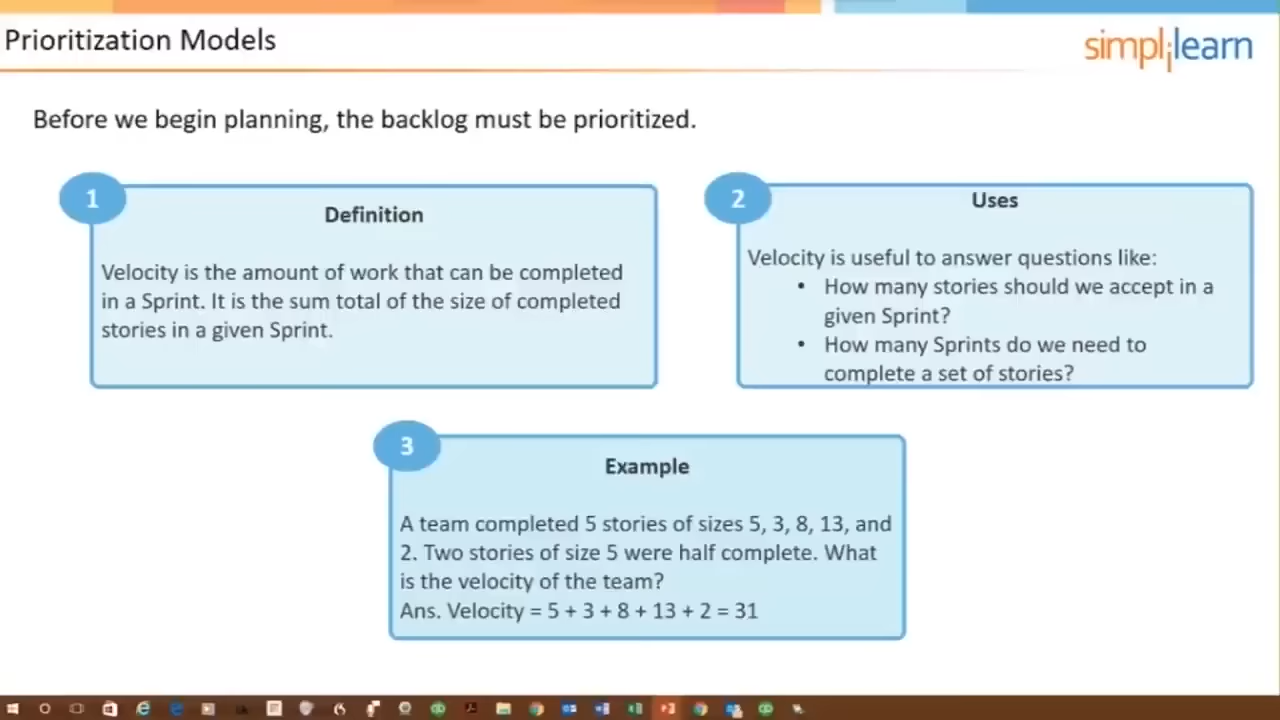 Prioritization Models
simplilearn
Before we begin planning, the backlog must be prioritized.
1
Definition
Velocity is the amount of work that can be completed
in a Sprint. It is the sum total of the size of completed
stories in a given Sprint.
2
Uses
Velocity is useful to answer questions like:
• How many stories should we accept in a
given Sprint?
• How many Sprints do we need to
complete a set of stories?
3
Example
A team completed 5 stories of sizes 5, 3, 8, 13, and
2. Two stories of size 5 were half complete. What
is the velocity of the team?
Ans. Velocity = 5 + 3 + 8 + 13 + 2 = 31